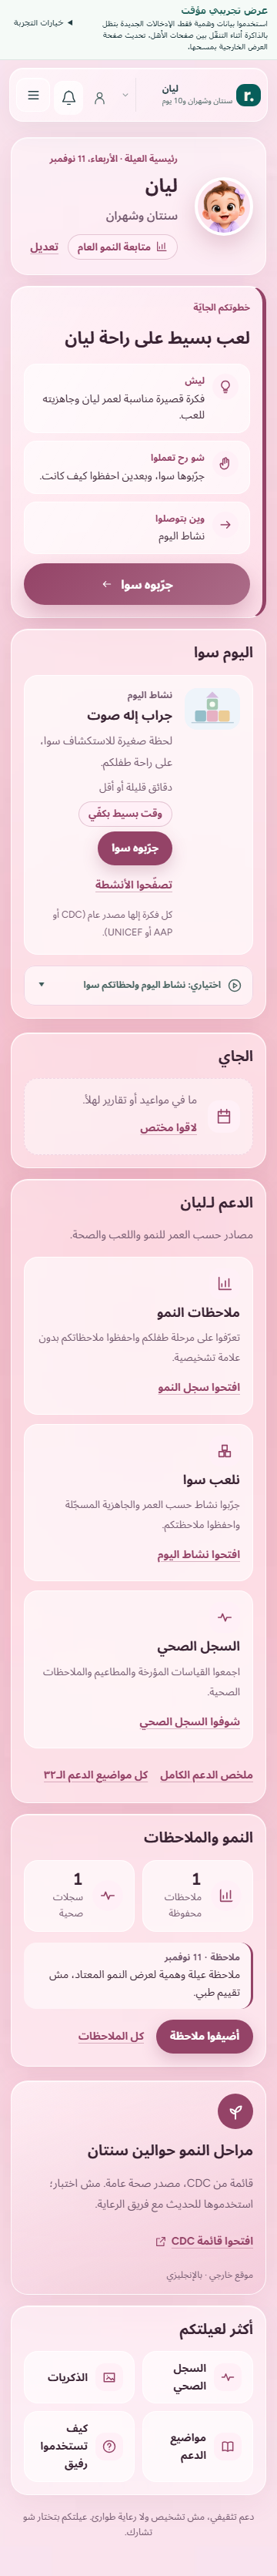 عرض تجريبي مؤقت
استخدموا بيانات وهمية فقط. الإدخالات الجديدة بتظل
بالذاكرة أثناء التنقّل بين صفحات الأهل. تحديث صفحة
العرض الخارجية بمسحها.
خيارات التجربة
r.
ليان
سنتان وشهران و10 يوم
رئيسية العيلة · الأربعاء، 11 نوفمبر
ليان
سنتان وشهران
متابعة النمو العام
تعديل
خطوتكم الجايّة
لعب بسيط على راحة ليان
ليش
فكرة قصيرة مناسبة لعمر ليان وجاهزيته
للعب.
شو رح تعملوا
جرّبوها سوا، وبعدين احفظوا كيف كانت.
وين بتوصلوا
نشاط اليوم
جرّبوه سوا ←
اليوم سوا
نشاط اليوم
جراب إله صوت
لحظة صغيرة للاستكشاف سوا،
على راحة طفلكم.
دقائق قليلة أو أقل
وقت بسيط بكفّي
جرّبوه سوا
تصفّحوا الأنشطة
كل فكرة إلها مصدر عام (CDC أو
AAP أو UNICEF).
اختياري: نشاط اليوم ولحظاتكم سوا
الجاي
ما في مواعيد أو تقارير لهلأ.
لاقوا مختص
الدعم لـليان
مصادر حسب العمر للنمو واللعب والصحة.
ملاحظات النمو
تعرّفوا على مرحلة طفلكم واحفظوا ملاحظاتكم بدون
علامة تشخيصية.
افتحوا سجل النمو
نلعب سوا
جرّبوا نشاط حسب العمر والجاهزية المسجّلة
واحفظوا ملاحظتكم.
افتحوا نشاط اليوم
السجل الصحي
اجمعوا القياسات المؤرخة والمطاعيم والملاحظات
الصحية.
شوفوا السجل الصحي
ملخص الدعم الكامل
كل مواضيع الدعم الـ٣٢
النمو والملاحظات
1
ملاحظات
محفوظة
1
سجلات
صحية
ملاحظة · 11 نوفمبر
ملاحظة عيلة وهمية لعرض النمو المعتاد، مش
تقييم طبي.
أضيفوا ملاحظة
كل الملاحظات
مراحل النمو حوالين سنتان
قائمة من CDC، مصدر صحة عامة. مش اختبار؛
استخدموها للحديث مع فريق الرعاية.
افتحوا قائمة CDC
موقع خارجي · بالإنجليزي
أكثر لعيلتكم
السجل
الصحي
الذكريات
مواضيع
الدعم
كيف
تستخدموا
رفيق
دعم تثقيفي، مش تشخيص ولا رعاية طوارئ. عيلتكم بتختار شو
تشارك.